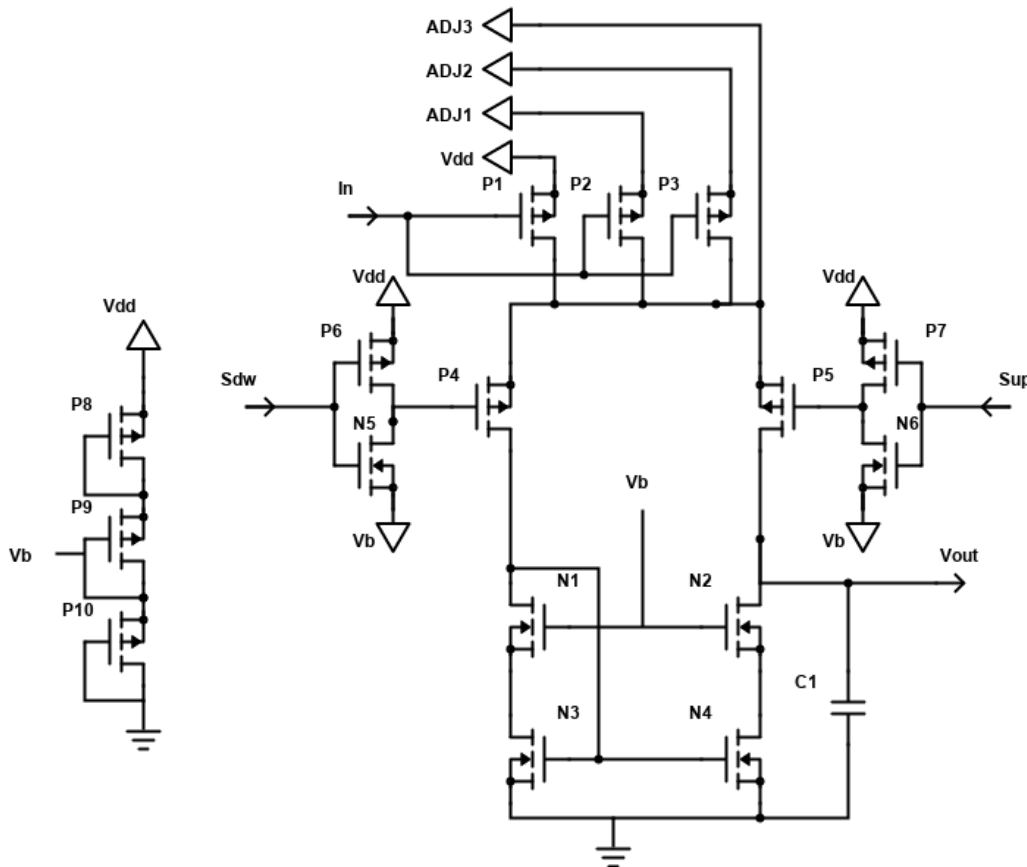 ADJ3
ADJ2
ADJ1
Vdd
P1
P2
P3
In
Vdd
Vdd
Vdd
P6
P7
Sdw
P4
P5
Sup
P8
N5
N6
Vb
P9
Vb
Vb
Vb
Vout
P10
N1
N2
C1
N3
N4